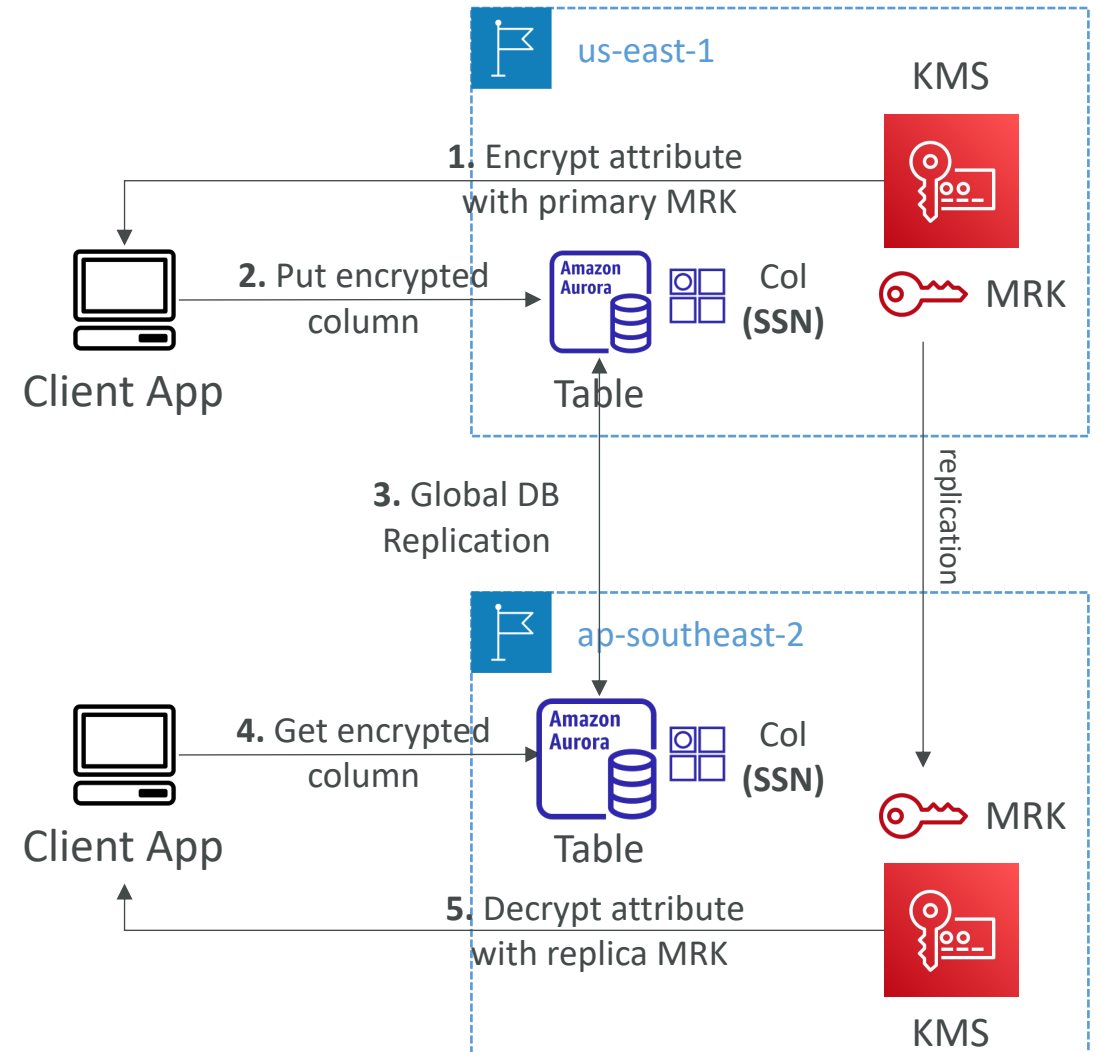 us-east-1
KMS
1. Encrypt attribute
with primary MRK
2. Put encrypted
column
Amazon
Aurora
Col
(SSN)
MRK
Client App
Table
3. Global DB
Replication
replication
ap-southeast-2
4. Get encrypted
column
Amazon
Aurora
Col
(SSN)
MRK
Client App
Table
5. Decrypt attribute
with replica MRK
KMS